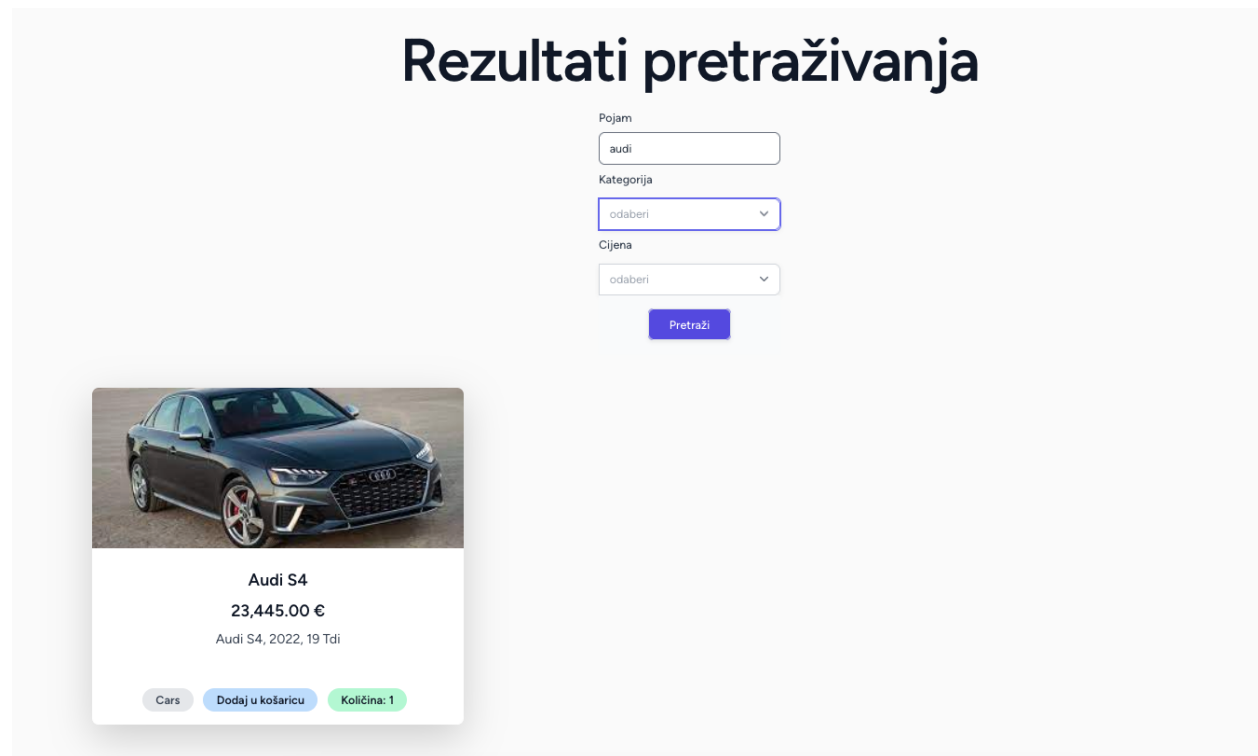 Rezultati pretraživanja
Pojam
audi
Kategorija
odaberi
Cijena
odaberi
Pretraži
Audi S4
23,445.00 €
Audi S4, 2022, 19 Tdi
Cars Dodaj u košaricu Količina: 1